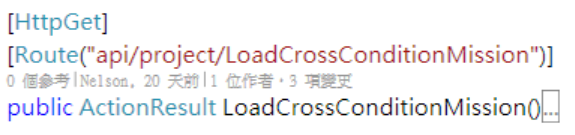 [HttpGet]
[Route("api/project/LoadCrossConditionMission")]
0 個參考|Nelson, 20 天前|1 位作者，3 項變更
public ActionResult LoadCrossConditionMission()...